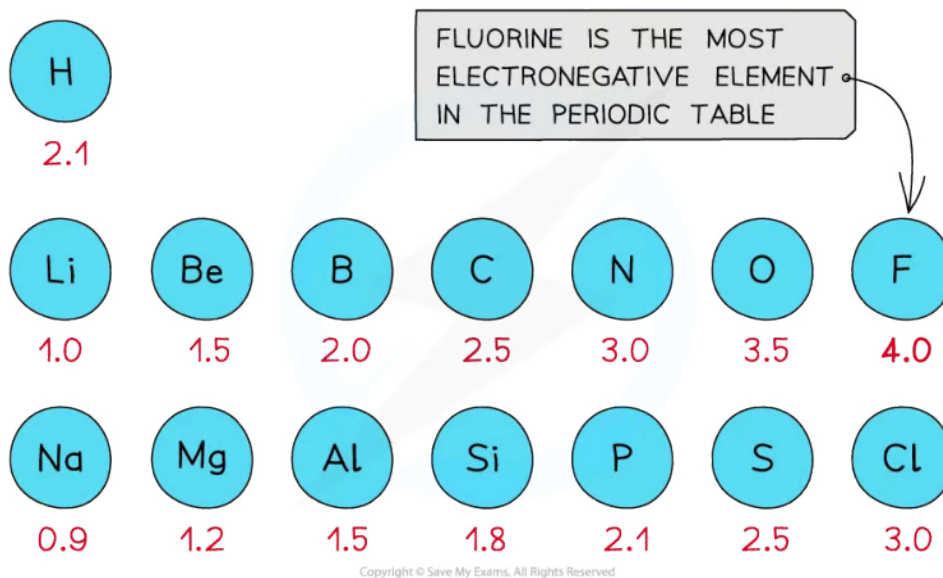 H
FLUORINE IS THE MOST
ELECTRONEGATIVE ELEMENT
IN THE PERIODIC TABLE
2.1
Li Be B C N O F
1.0 1.5 2.0 2.5 3.0 3.5 4.0
Na Mg Al Si P S Cl
0.9 1.2 1.5 1.8 2.1 2.5 3.0
Copyright © Save My Exams. All Rights Reserved